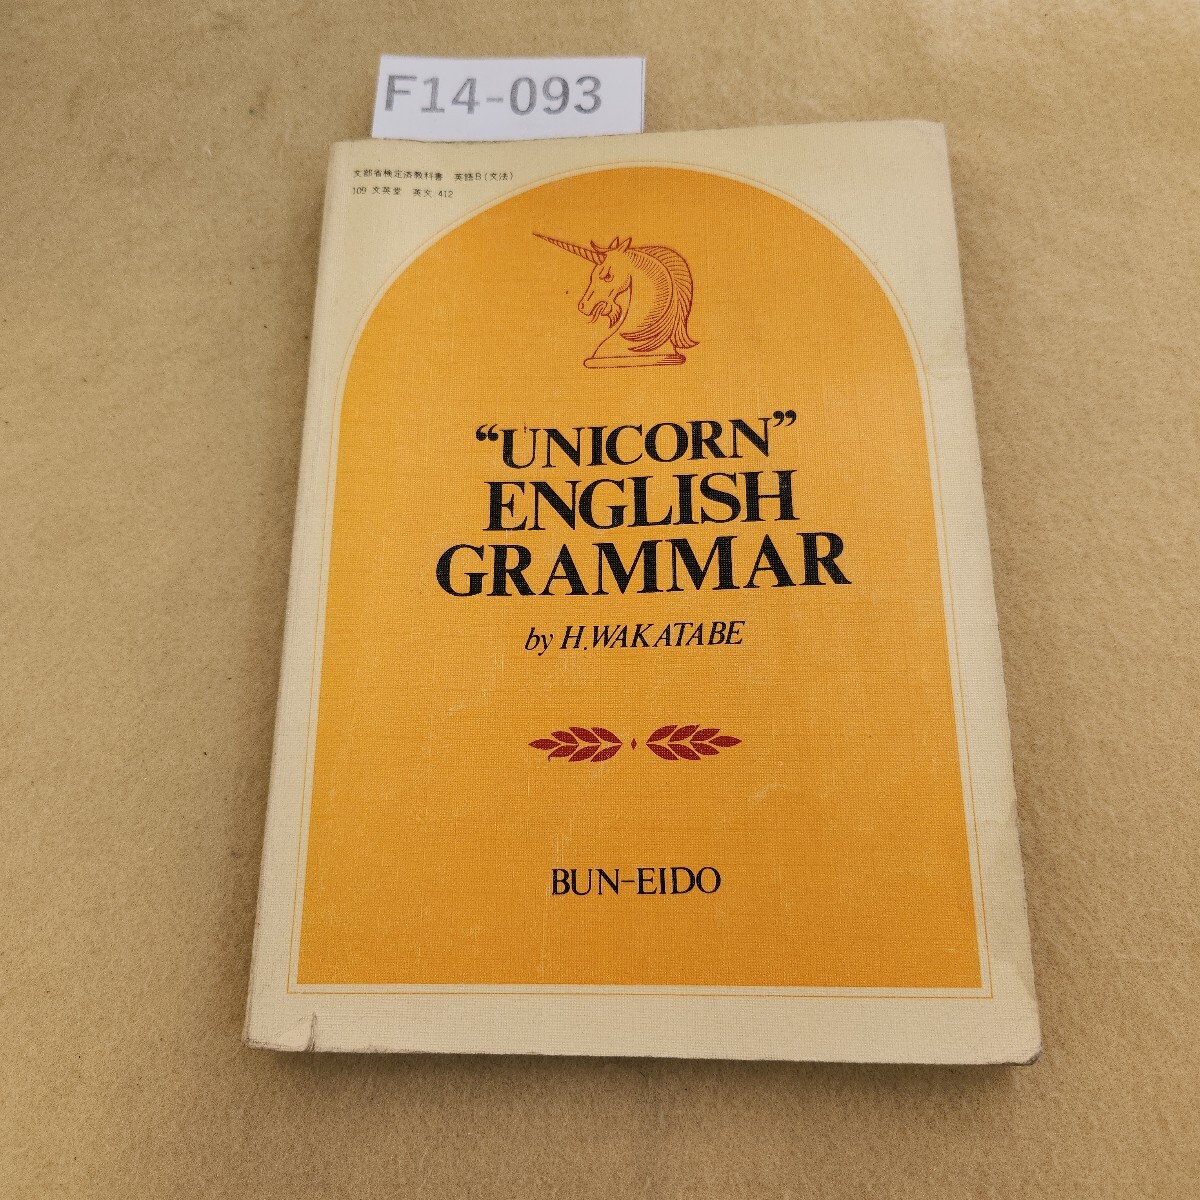 F14-093
文部省検定済教科書 英語B(文法)
109 文英堂 英文 412
“UNICORN”
ENGLISH
GRAMMAR
by H.WAKATABE
BUN-EIDO